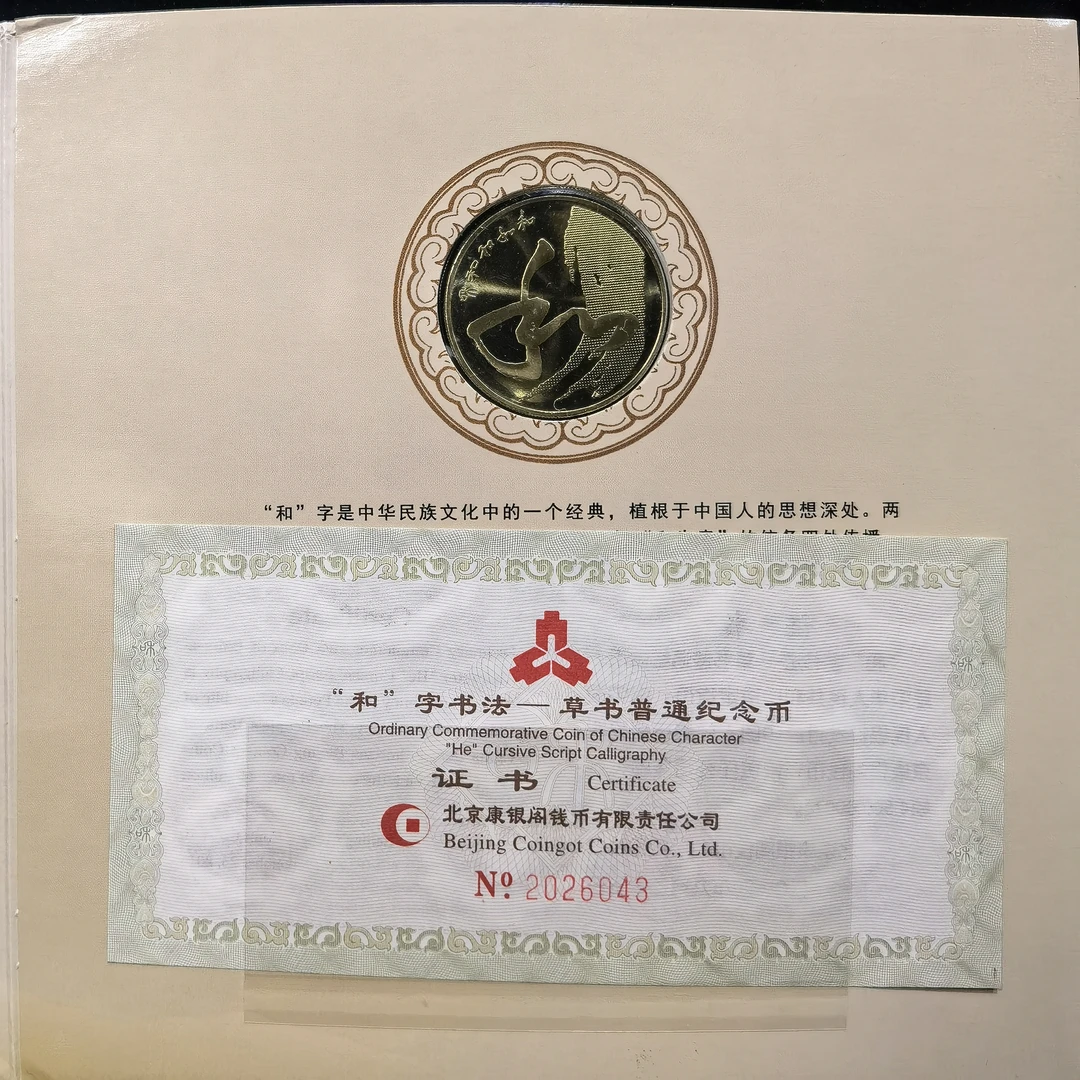 “和”字是中华民族文化中的一个经典，植根于中国人的思想深处。两
“和”字书法—草书普通纪念币
Ordinary Commemorative Coin of Chinese Character
"He" Cursive Script Calligraphy
证书 Certificate
北京康银阁钱币有限责任公司
Beijing Coingot Coins Co., Ltd.
Nº 2026043